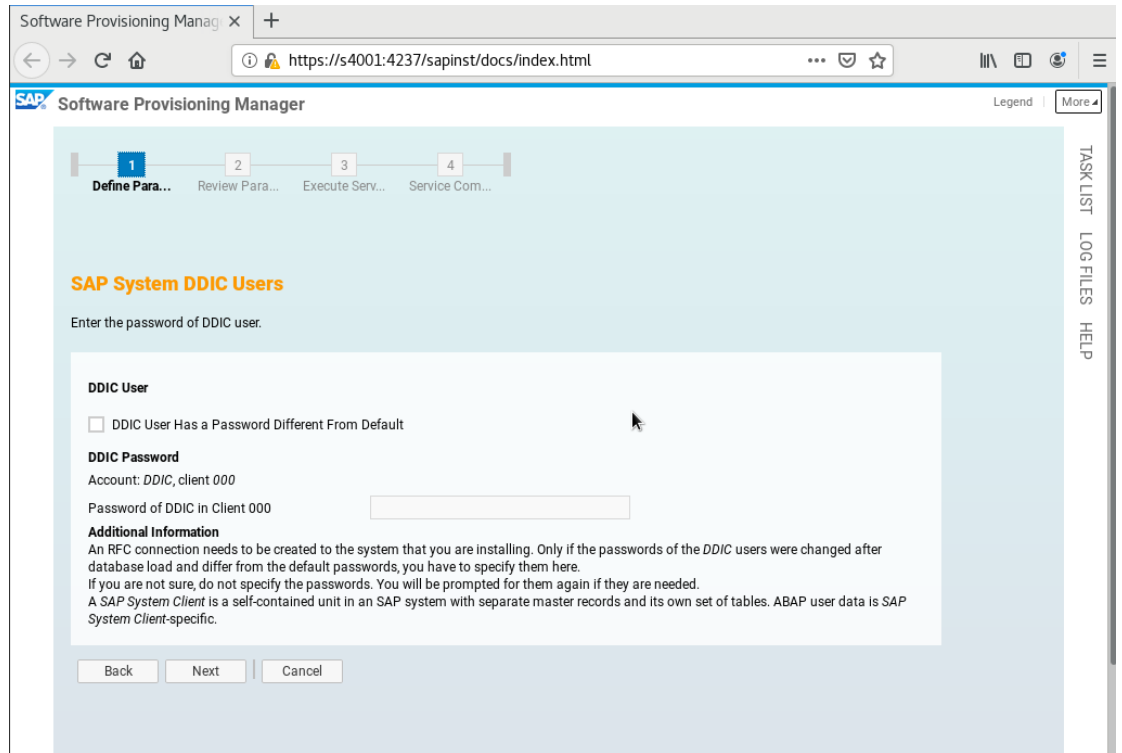 Software Provisioning Manag
https://s4001:4237/sapinst/docs/index.html
SAP Software Provisioning Manager
Legend
More
1
2
3
4
Define Para...
Review Para...
Execute Serv...
Service Com...
TASK LIST
LOG FILES
HELP
SAP System DDIC Users
Enter the password of DDIC user.
DDIC User
DDIC User Has a Password Different From Default
DDIC Password
Account: DDIC, client 000
Password of DDIC in Client 000
Additional Information
An RFC connection needs to be created to the system that you are installing. Only if the passwords of the DDIC users were changed after
database load and differ from the default passwords, you have to specify them here.
If you are not sure, do not specify the passwords. You will be prompted for them again if they are needed.
A SAP System Client is a self-contained unit in an SAP system with separate master records and its own set of tables. ABAP user data is SAP
System Client-specific.
Back
Next
Cancel